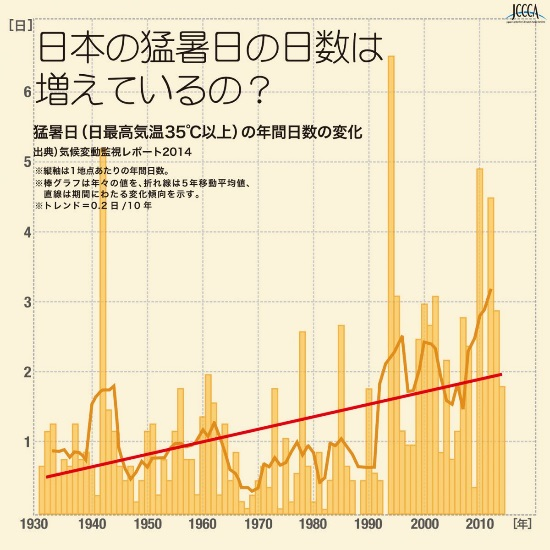 JCCCA
[日]
日本の猛暑日の日数は
増えているの？
猛暑日（日最高気温35℃以上）の年間日数の変化
出典）気候変動監視レポート2014
※縦軸は1地点あたりの年間日数。
※棒グラフは年々の値を、折れ線は5年移動平均値、
直線は期間にわたる変化傾向を示す。
※トレンド＝0.2 日 /10 年
6
5
4
3
2
1
1930 1940 1950 1960 1970 1980 1990 2000 2010 [年]